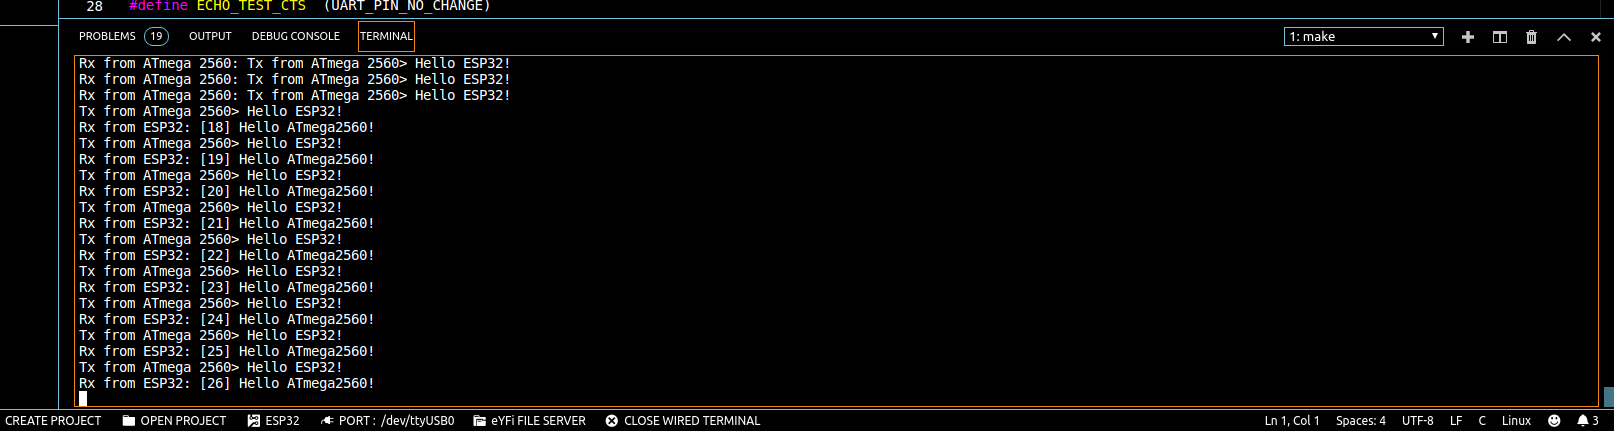 28 #define ECHO_TEST_CTS (UART_PIN_NO_CHANGE)
PROBLEMS 19 OUTPUT DEBUG CONSOLE TERMINAL 1: make
Rx from ATmega 2560: Tx from ATmega 2560> Hello ESP32!
Rx from ATmega 2560: Tx from ATmega 2560> Hello ESP32!
Rx from ATmega 2560: Tx from ATmega 2560> Hello ESP32!
Tx from ATmega 2560> Hello ESP32!
Rx from ESP32: [18] Hello ATmega2560!
Tx from ATmega 2560> Hello ESP32!
Rx from ESP32: [19] Hello ATmega2560!
Tx from ATmega 2560> Hello ESP32!
Rx from ESP32: [20] Hello ATmega2560!
Tx from ATmega 2560> Hello ESP32!
Rx from ESP32: [21] Hello ATmega2560!
Tx from ATmega 2560> Hello ESP32!
Rx from ESP32: [22] Hello ATmega2560!
Tx from ATmega 2560> Hello ESP32!
Rx from ESP32: [23] Hello ATmega2560!
Tx from ATmega 2560> Hello ESP32!
Rx from ESP32: [24] Hello ATmega2560!
Tx from ATmega 2560> Hello ESP32!
Rx from ESP32: [25] Hello ATmega2560!
Tx from ATmega 2560> Hello ESP32!
Rx from ESP32: [26] Hello ATmega2560!
CREATE PROJECT OPEN PROJECT ESP32 PORT : /dev/ttyUSB0 eYFi FILE SERVER CLOSE WIRED TERMINAL Ln 1, Col 1 Spaces: 4 UTF-8 LF C Linux 3